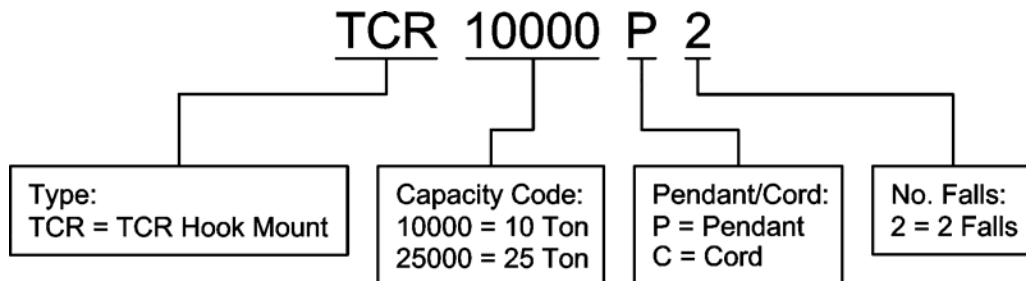 TCR 10000 P 2
Type:
TCR = TCR Hook Mount
Capacity Code:
10000 = 10 Ton
25000 = 25 Ton
Pendant/Cord:
P = Pendant
C = Cord
No. Falls:
2 = 2 Falls